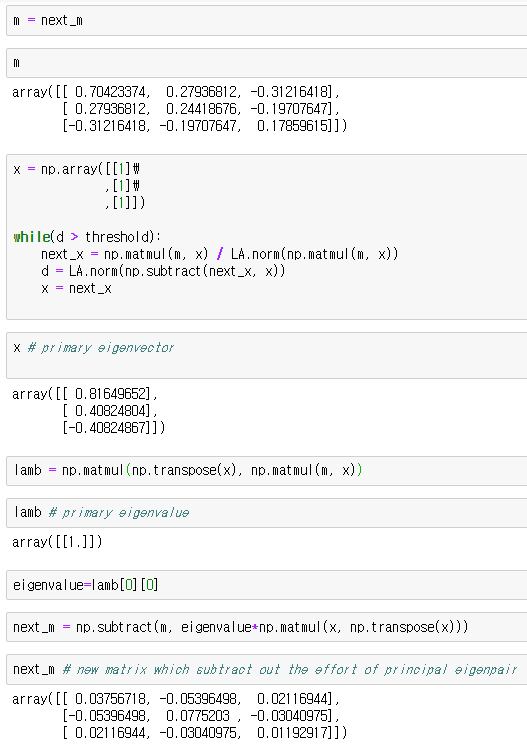 m = next_m
m
array([[ 0.70423374,  0.27936812, -0.31216418],
       [ 0.27936812,  0.24418676, -0.19707647],
       [-0.31216418, -0.19707647,  0.17859615]])
x = np.array([[1]₩
             ,[1]₩
             ,[1]])
while(d > threshold):
    next_x = np.matmul(m, x) / LA.norm(np.matmul(m, x))
    d = LA.norm(np.subtract(next_x, x))
    x = next_x
x # primary eigenvector
array([[ 0.81649652],
       [ 0.40824804],
       [-0.40824867]])
lamb = np.matmul(np.transpose(x), np.matmul(m, x))
lamb # primary eigenvalue
array([[1.]])
eigenvalue=lamb[0][0]
next_m = np.subtract(m, eigenvalue*np.matmul(x, np.transpose(x)))
next_m # new matrix which subtract out the effort of principal eigenpair
array([[ 0.03756718, -0.05396498,  0.02116944],
       [-0.05396498,  0.0775203 , -0.03040975],
       [ 0.02116944, -0.03040975,  0.01192917]])